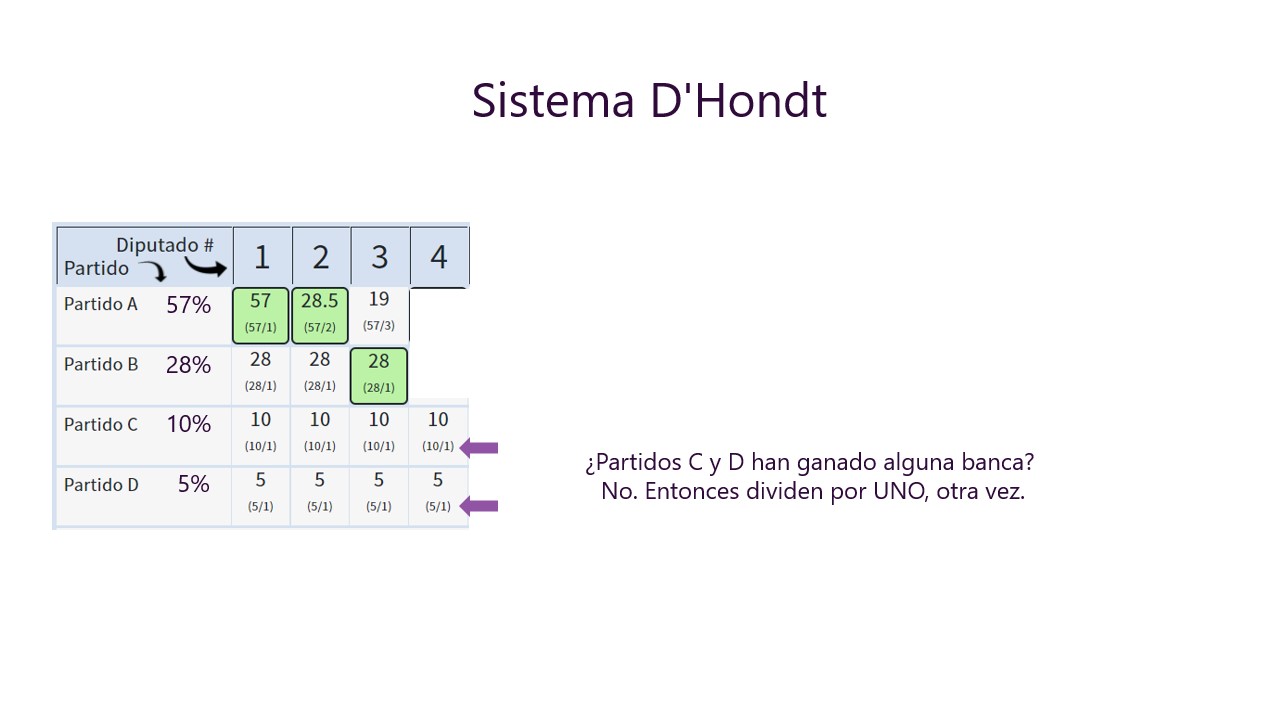 Sistema D'Hondt
Diputado #
Partido
1 2 3 4
Partido A 57% 57 28.5 19
(57/1) (57/2) (57/3)
Partido B 28% 28 28 28
(28/1) (28/1) (28/1)
Partido C 10% 10 10 10 10
(10/1) (10/1) (10/1) (10/1)
Partido D 5% 5 5 5 5
(5/1) (5/1) (5/1) (5/1)
¿Partidos C y D han ganado alguna banca?
No. Entonces dividen por UNO, otra vez.